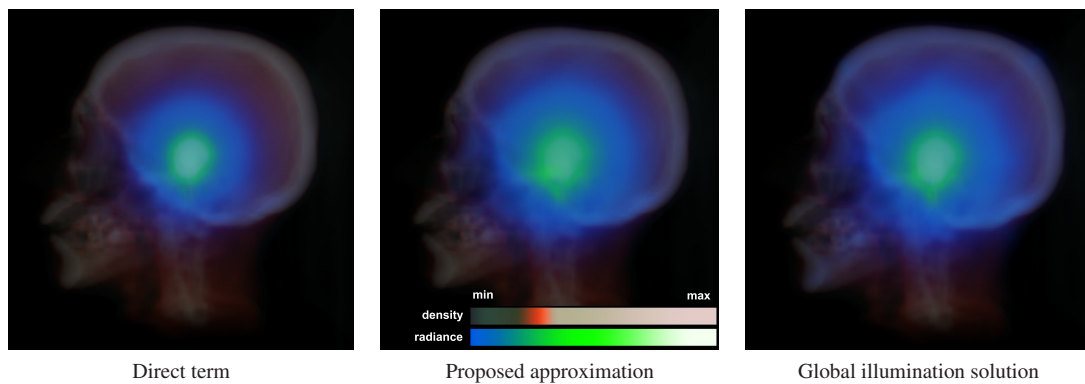 min max
density
radiance
Direct term
Proposed approximation
Global illumination solution